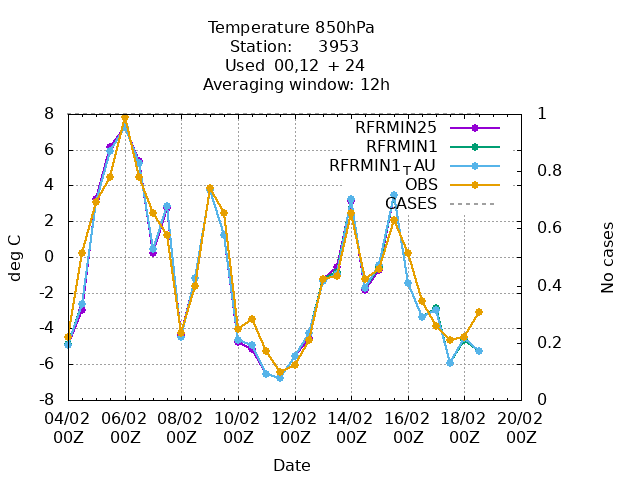 Temperature 850hPa
Station: 3953
Used 00,12 + 24
Averaging window: 12h
8
6
4
2
0
-2
-4
-6
-8
deg C
1
0.8
0.6
0.4
0.2
0
No cases
RFRMIN25
RFRMIN1
RFRMIN1_TAU
OBS
CASES
04/02 06/02 08/02 10/02 12/02 14/02 16/02 18/02 20/02
00Z 00Z 00Z 00Z 00Z 00Z 00Z 00Z 00Z
Date